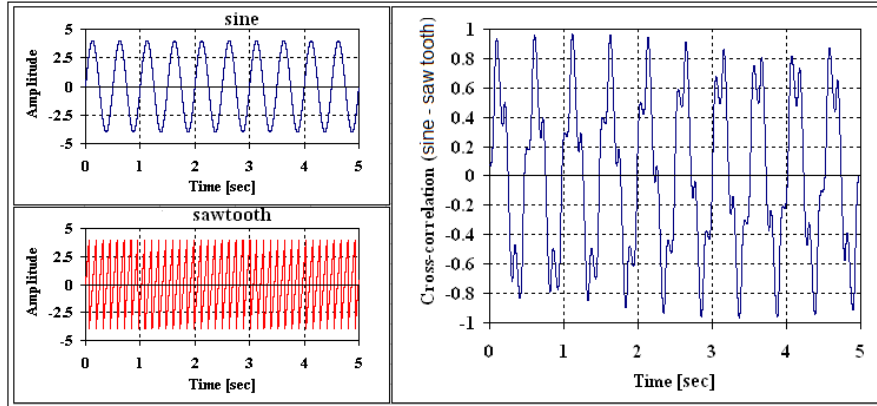 sine
Amplitude
5
2.5
0
-2.5
-5
0 1 2 3 4 5
Time [sec]
sawtooth
Amplitude
5
2.5
0
-2.5
-5
0 1 2 3 4 5
Time [sec]
Cross-correlation (sine - saw tooth)
1
0.8
0.6
0.4
0.2
0
-0.2
-0.4
-0.6
-0.8
-1
0 1 2 3 4 5
Time [sec]